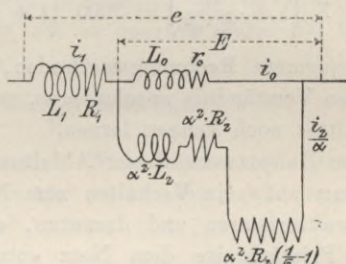 e
E
i₁
L₀ r₀ i₀
L₁ R₁
α²·R₂
i₂/α
α²·L₂
α²·R₂(1/s-1)